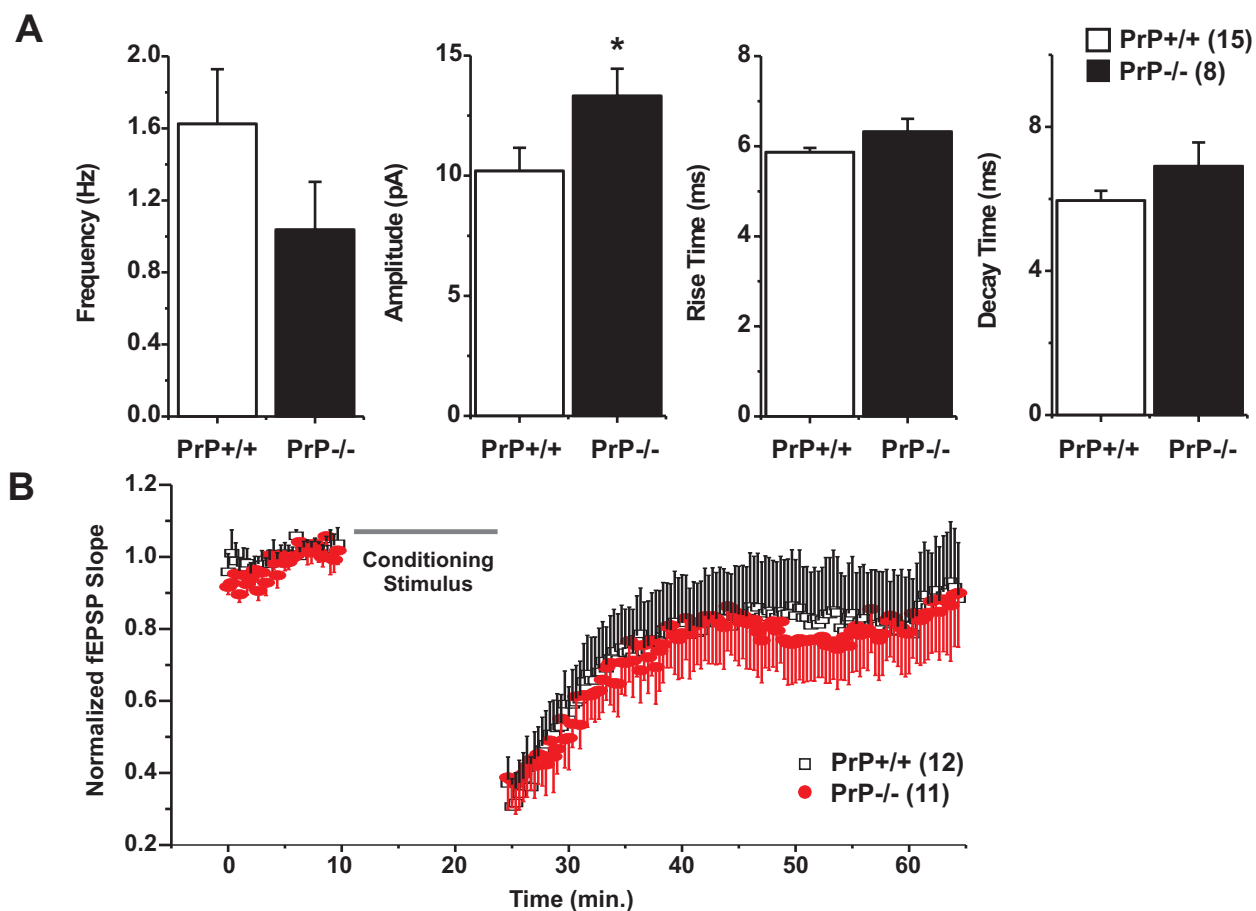 A
PrP+/+ (15)
PrP-/- (8)
Frequency (Hz)
2.0
1.6
1.2
0.8
0.4
0.0
PrP+/+ PrP-/-
Amplitude (pA)
15
10
5
0
*
PrP+/+ PrP-/-
Rise Time (ms)
8
6
4
2
0
PrP+/+ PrP-/-
Decay Time (ms)
8
4
0
PrP+/+ PrP-/-
B
Normalized fEPSP Slope
1.2
1.0
0.8
0.6
0.4
0.2
Conditioning
Stimulus
PrP+/+ (12)
PrP-/- (11)
0 10 20 30 40 50 60
Time (min.)